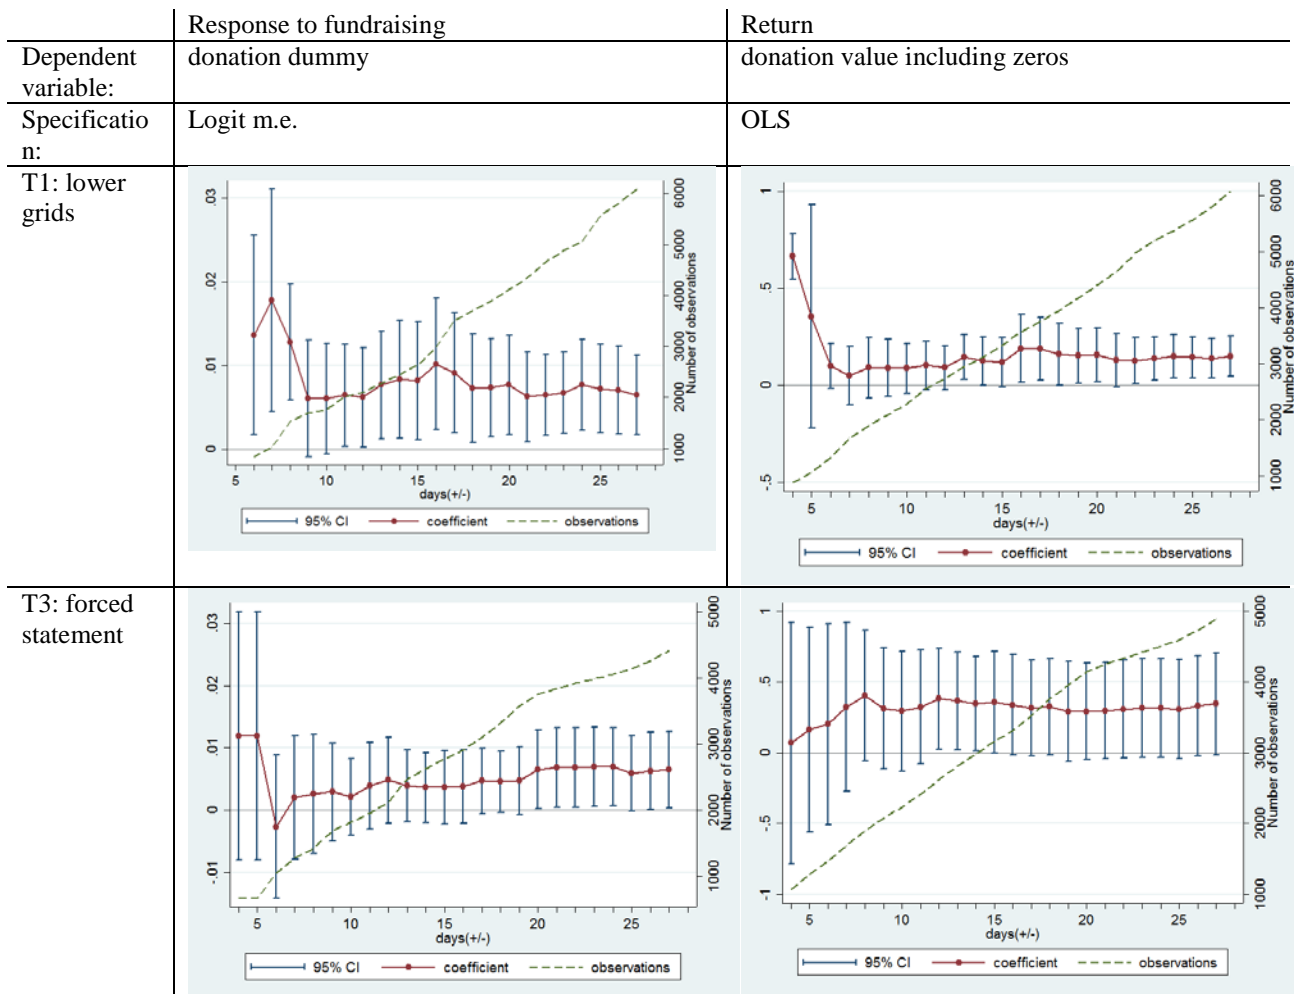 Response to fundraising
Return
Dependent
variable:
donation dummy
donation value including zeros
Specificatio
n:
Logit m.e.
OLS
T1: lower
grids
.03
.02
.01
0
6000
5000
4000
3000
2000
1000
Number of observations
5 10 15 20 25
days(+/-)
95% CI coefficient observations
1
.5
0
-.5
6000
5000
4000
3000
2000
1000
Number of observations
5 10 15 20 25
days(+/-)
95% CI coefficient observations
T3: forced
statement
.03
.02
.01
0
-.01
5000
4000
3000
2000
1000
Number of observations
5 10 15 20 25
days(+/-)
95% CI coefficient observations
1
.5
0
-.5
-1
5000
4000
3000
2000
1000
Number of observations
5 10 15 20 25
days(+/-)
95% CI coefficient observations